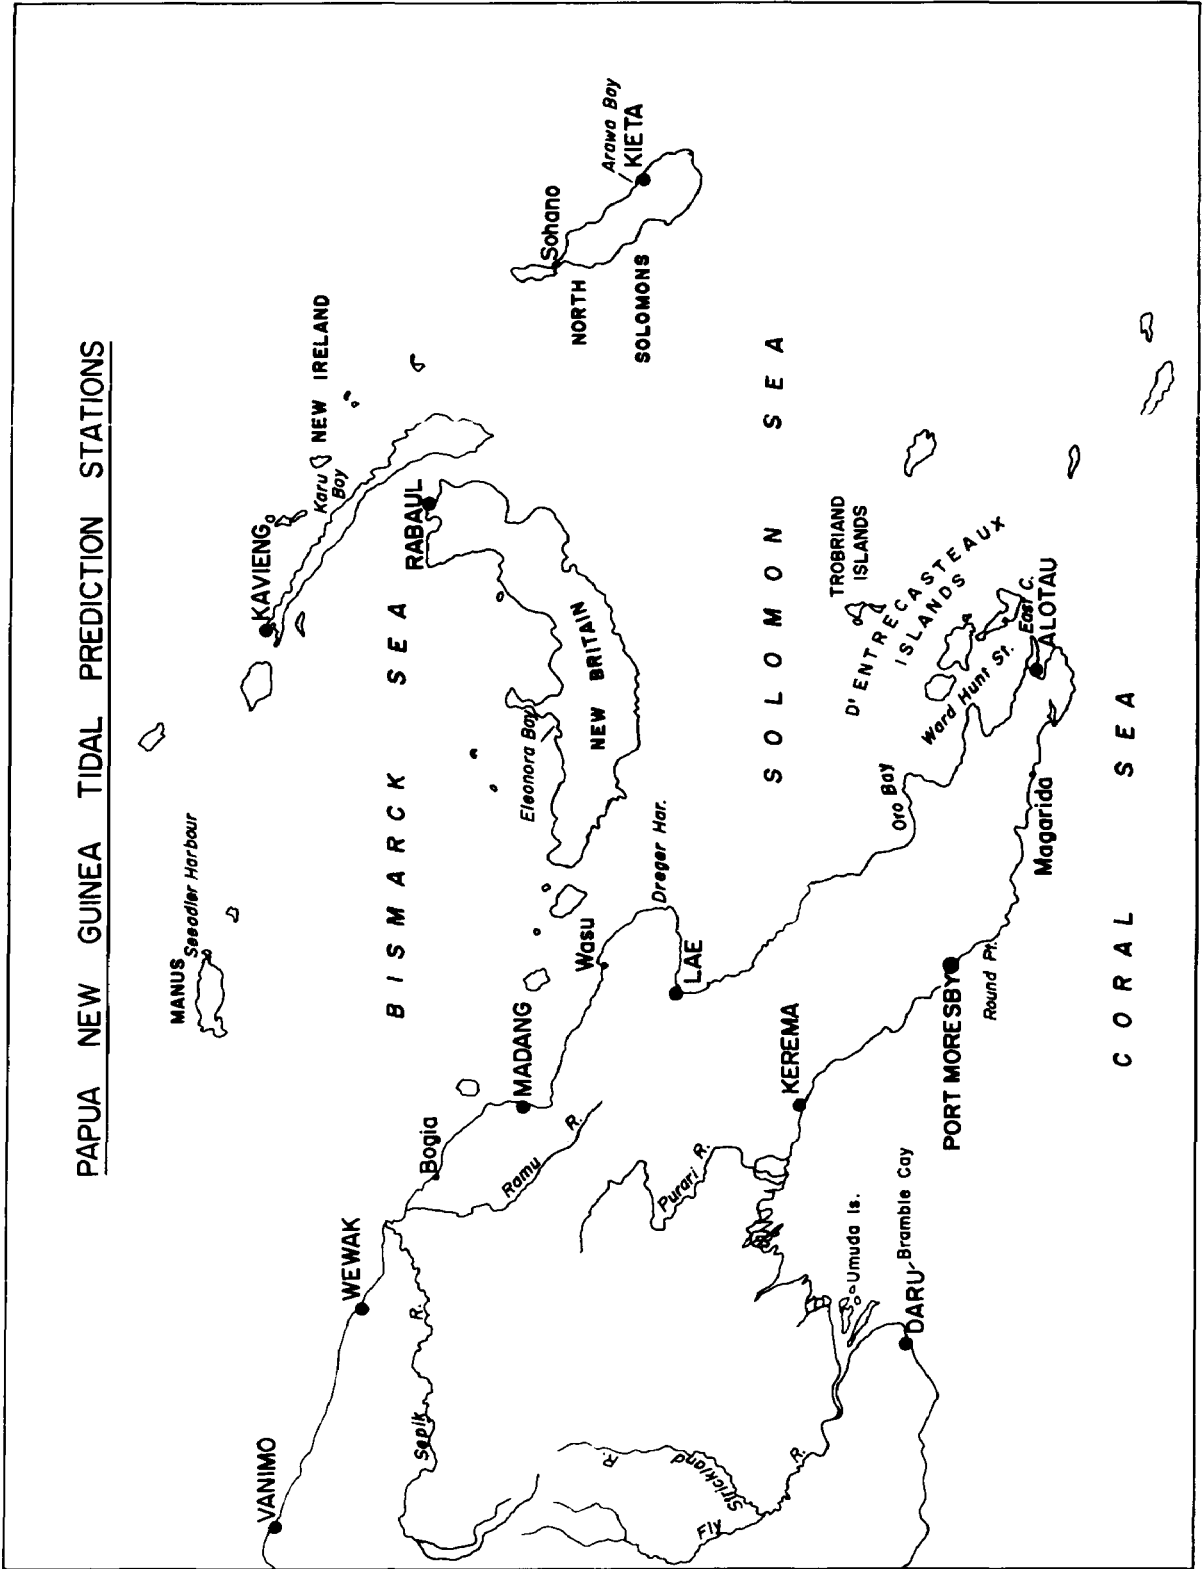 PAPUA NEW GUINEA TIDAL PREDICTION STATIONS
MANUS
Seeadler Harbour
KAVIENG
Karu
Bay
NEW IRELAND
VANIMO
WEWAK
Bogia
MADANG
Wasu
BISMARCK SEA
RABAUL
Eleonora Bay
NEW BRITAIN
Sohano
Arawa Bay
KIETA
NORTH
SOLOMONS
Sepik R.
Ramu R.
Dreger Har.
LAE
SOLOMON SEA
Purari R.
KEREMA
R.
Strickland
Fly R.
TROBRIAND
ISLANDS
D'ENTRECASTEAUX
ISLANDS
Oro Bay
Ward Hunt St.
East C.
ALOTAU
Umuda Is.
DARU
Bramble Cay
PORT MORESBY
Round Pt.
Magarida
CORAL SEA